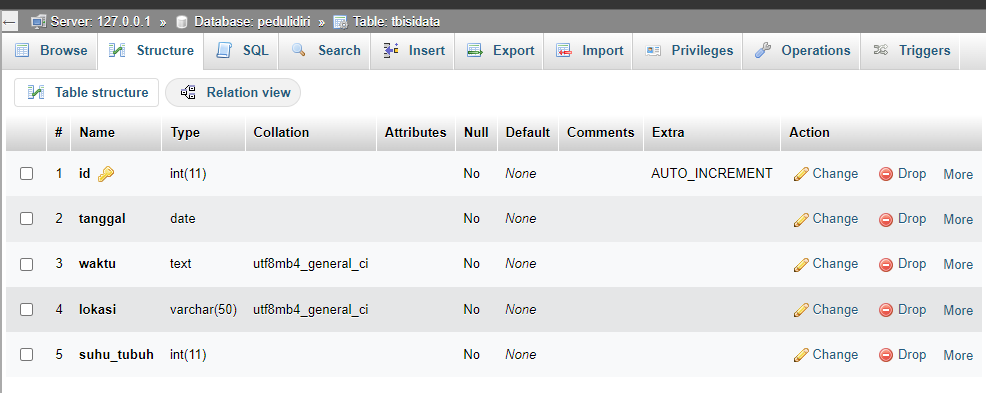 Server: 127.0.0.1 » Database: pedulidiri » Table: tbisidata
Browse Structure SQL Search Insert Export Import Privileges Operations Triggers
Table structure Relation view
# Name Type Collation Attributes Null Default Comments Extra Action
1 id int(11) No None AUTO_INCREMENT Change Drop More
2 tanggal date No None Change Drop More
3 waktu text utf8mb4_general_ci No None Change Drop More
4 lokasi varchar(50) utf8mb4_general_ci No None Change Drop More
5 suhu_tubuh int(11) No None Change Drop More